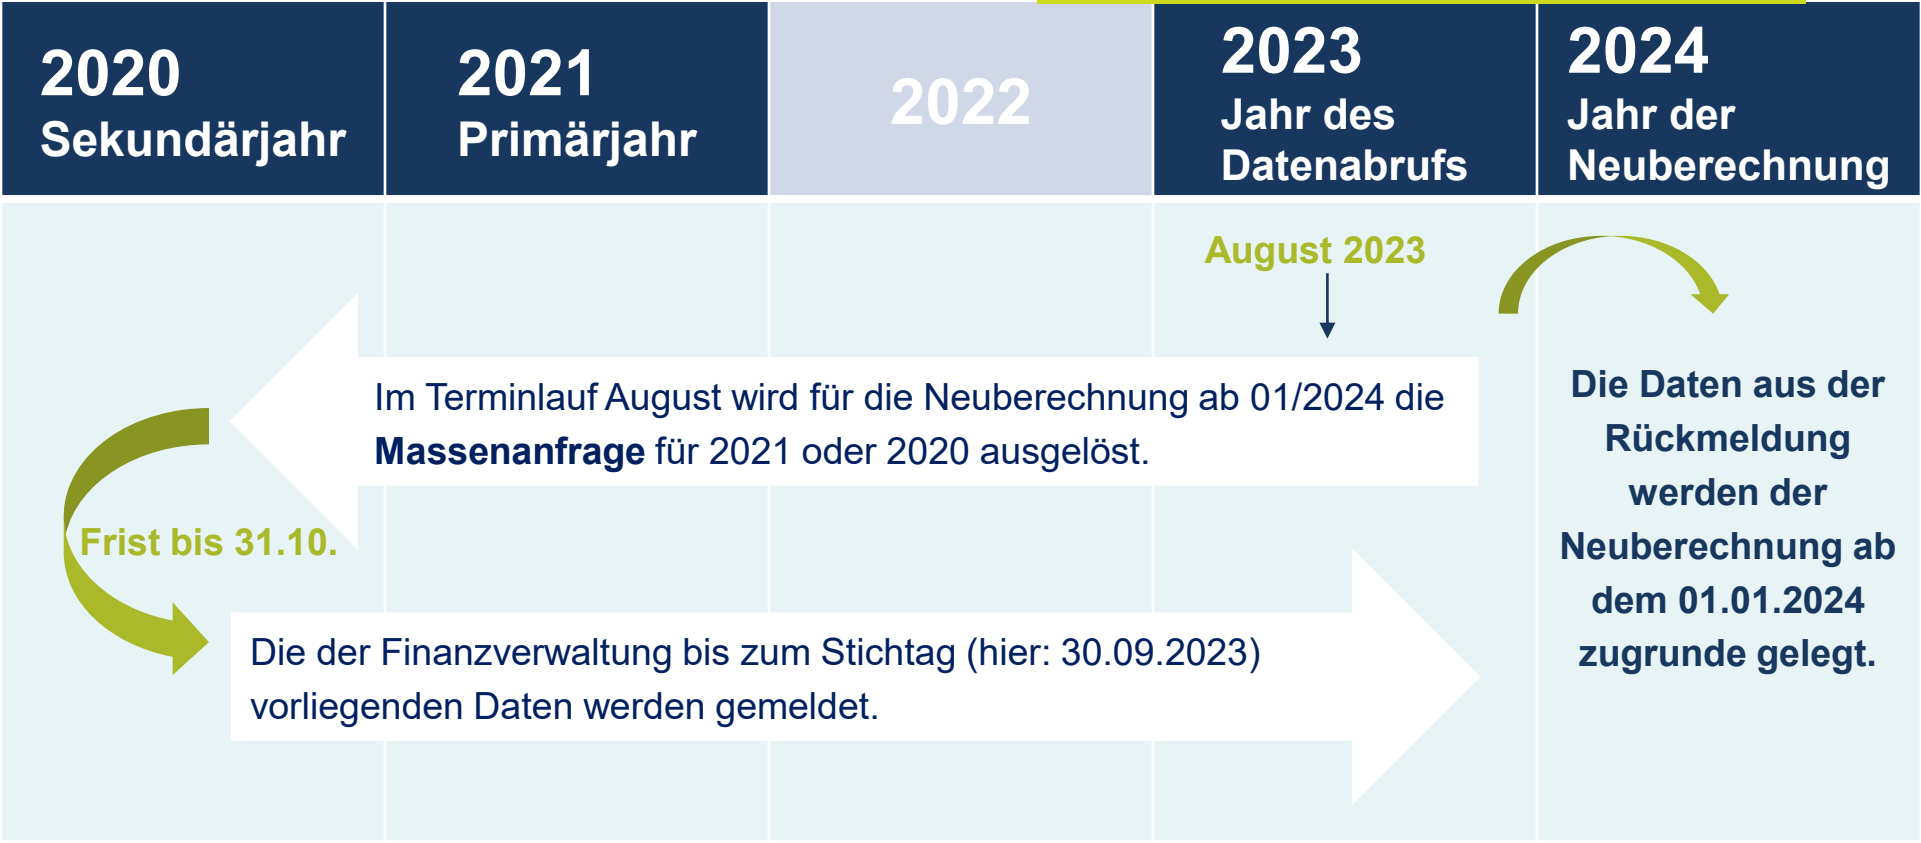 2020
Sekundärjahr
2021
Primärjahr
2022
2023
Jahr des
Datenabrufs
2024
Jahr der
Neuberechnung
August 2023
Im Terminlauf August wird für die Neuberechnung ab 01/2024 die
Massenanfrage für 2021 oder 2020 ausgelöst.
Frist bis 31.10.
Die der Finanzverwaltung bis zum Stichtag (hier: 30.09.2023)
vorliegenden Daten werden gemeldet.
Die Daten aus der
Rückmeldung
werden der
Neuberechnung ab
dem 01.01.2024
zugrunde gelegt.